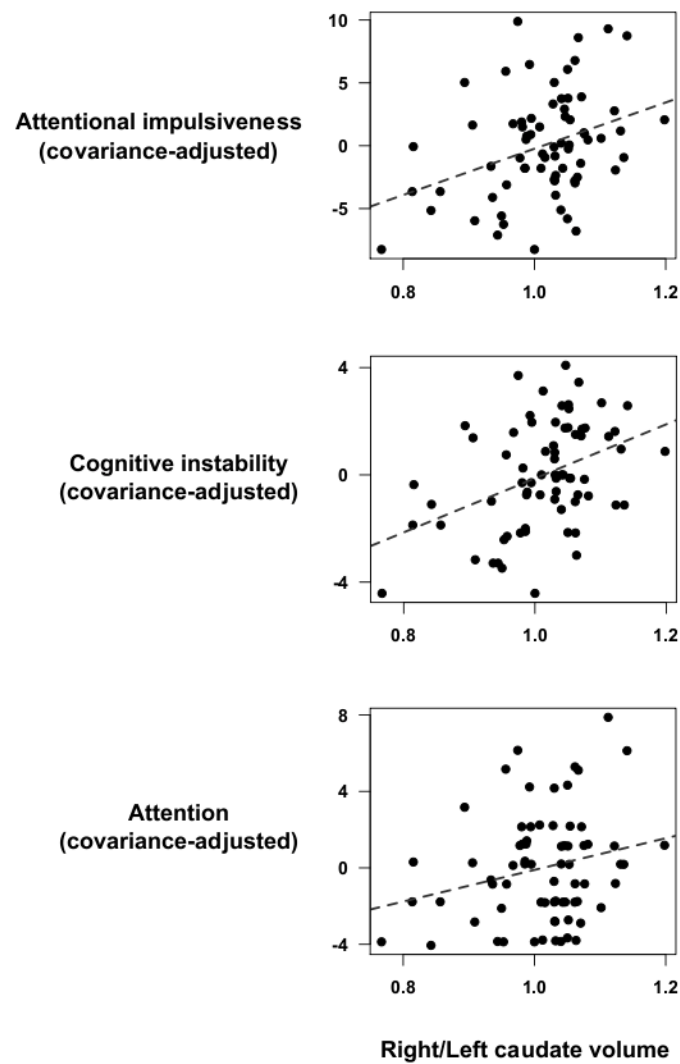 10
5
Attentional impulsiveness
(covariance-adjusted)
0
-5
0.8 1.0 1.2
4
Cognitive instability
(covariance-adjusted)
0
-4
0.8 1.0 1.2
8
4
Attention
(covariance-adjusted)
0
-4
0.8 1.0 1.2
Right/Left caudate volume